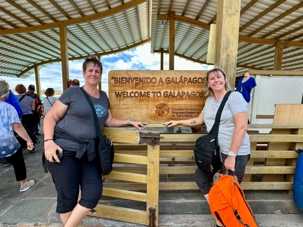 "BIENVENIDO A GALÁPAGOS"
"WELCOME TO GALAPAGOS"